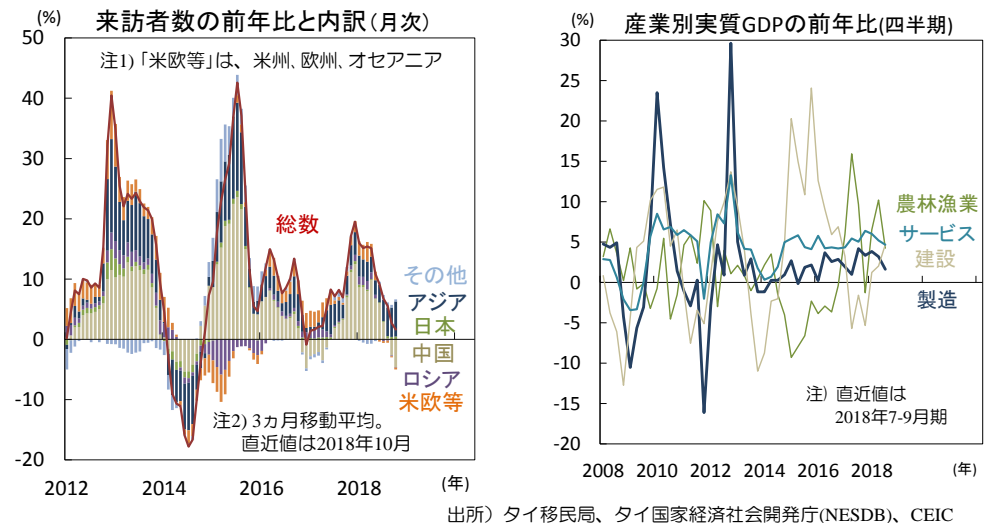 来訪者数の前年比と内訳(月次)
(%)
50
40
30
20
10
0
-10
-20
注1)「米欧等」は、米州、欧州、オセアニア
総数
その他
アジア
日本
中国
ロシア
米欧等
注2) 3ヵ月移動平均。
直近値は2018年10月
2012
2014
2016
2018
(年)
産業別実質GDPの前年比(四半期)
(%)
30
25
20
15
10
5
0
-5
-10
-15
-20
農林漁業
サービス
建設
製造
注) 直近値は
2018年7-9月期
2008
2010
2012
2014
2016
2018
(年)
出所)タイ移民局、タイ国家経済社会開発庁(NESDB)、CEIC